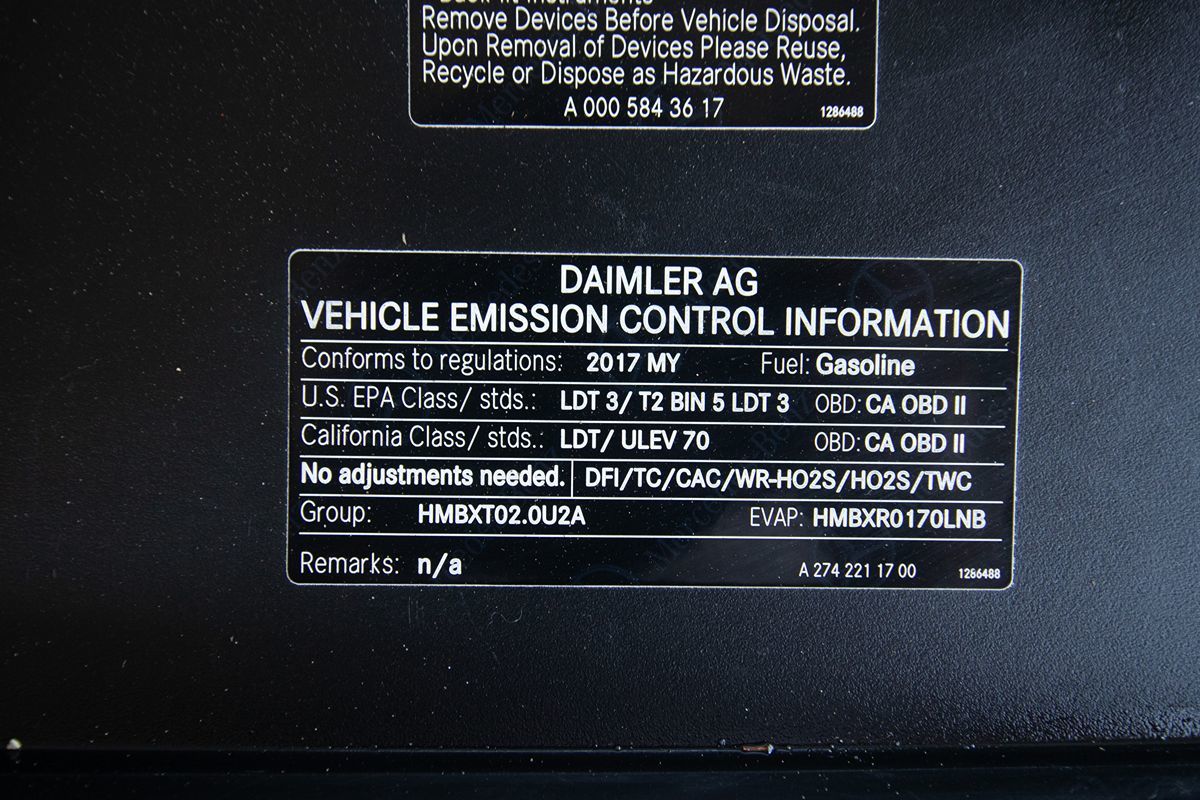 Remove Devices Before Vehicle Disposal.
Upon Removal of Devices Please Reuse,
Recycle or Dispose as Hazardous Waste.
A 000 584 36 17 1286488
DAIMLER AG
VEHICLE EMISSION CONTROL INFORMATION
Conforms to regulations: 2017 MY Fuel: Gasoline
U.S. EPA Class/ stds.: LDT 3/ T2 BIN 5 LDT 3 OBD: CA OBD II
California Class/ stds.: LDT/ ULEV 70 OBD: CA OBD II
No adjustments needed. DFI/TC/CAC/WR-HO2S/HO2S/TWC
Group: HMBXT02.0U2A EVAP: HMBXR0170LNB
Remarks: n/a A 274 221 17 00 1286488